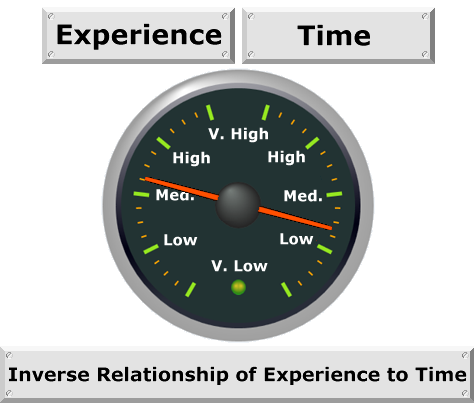 Experience
Time
V. High
High
High
Med.
Med.
Low
Low
V. Low
Inverse Relationship of Experience to Time